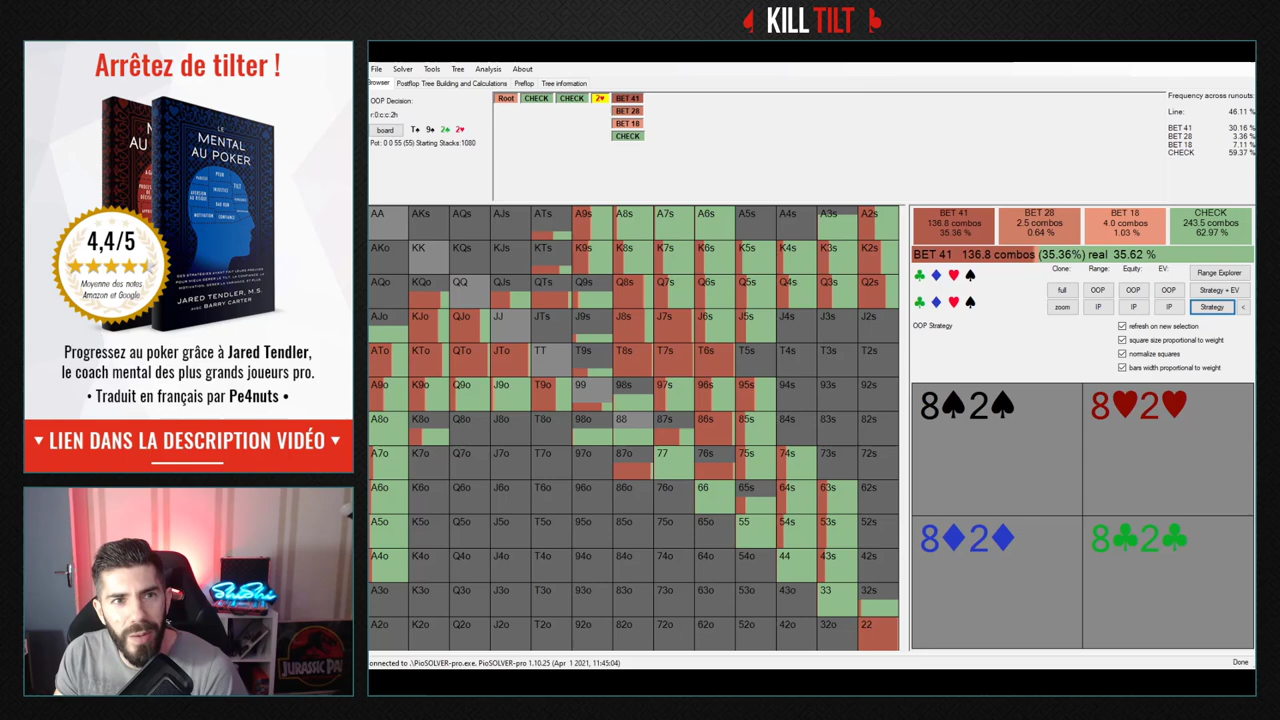 KILL TILT
Arrêtez de tilter !
LE
MENTAL
AU POKER
JARED TENDLER, M.S.
AVEC BARRY CARTER
4,4/5
Moyenne des notes
Amazon et Google
Progressez au poker grâce à Jared Tendler,
le coach mental des plus grands joueurs pro.
• Traduit en français par Pe4nuts •
▼ LIEN DANS LA DESCRIPTION VIDÉO ▼
ShiShi
JURASSIC PA
File Solver Tools Tree Analysis About
Browser Postflop Tree Building and Calculations Preflop Tree information
OOP Decision:
r:0:c:c:2h
board T♠ 9♠ 2♣ 2♥
Pot: 0 0 55 (55) Starting Stacks:1080
Root CHECK CHECK 2♥ BET 41
BET 28
BET 18
CHECK
Frequency across runouts:
Line: 46.11 %
BET 41 30.16 %
BET 28 3.36 %
BET 18 7.11 %
CHECK 59.37 %
AA AKs AQs AJs ATs A9s A8s A7s A6s A5s A4s A3s A2s
AKo KK KQs KJs KTs K9s K8s K7s K6s K5s K4s K3s K2s
AQo KQo QQ QJs QTs Q9s Q8s Q7s Q6s Q5s Q4s Q3s Q2s
AJo KJo QJo JJ JTs J9s J8s J7s J6s J5s J4s J3s J2s
ATo KTo QTo JTo TT T9s T8s T7s T6s T5s T4s T3s T2s
A9o K9o Q9o J9o T9o 99 98s 97s 96s 95s 94s 93s 92s
A8o K8o Q8o J8o T8o 98o 88 87s 86s 85s 84s 83s 82s
A7o K7o Q7o J7o T7o 97o 87o 77 76s 75s 74s 73s 72s
A6o K6o Q6o J6o T6o 96o 86o 76o 66 65s 64s 63s 62s
A5o K5o Q5o J5o T5o 95o 85o 75o 65o 55 54s 53s 52s
A4o K4o Q4o J4o T4o 94o 84o 74o 64o 54o 44 43s 42s
A3o K3o Q3o J3o T3o 93o 83o 73o 63o 53o 43o 33 32s
A2o K2o Q2o J2o T2o 92o 82o 72o 62o 52o 42o 32o 22
BET 41 BET 28 BET 18 CHECK
136.8 combos 2.5 combos 4.0 combos 243.5 combos
35.36 % 0.64 % 1.03 % 62.97 %
BET 41 136.8 combos (35.36%) real 35.62 %
♣ ♦ ♥ ♠
♣ ♦ ♥ ♠
Clone: Range: Equity: EV:
full OOP OOP OOP Range Explorer Strategy + EV
zoom IP IP IP Strategy <
OOP Strategy
refresh on new selection
square size proportional to weight
normalize squares
bars width proportional to weight
8♠2♠ 8♥2♥
8♦2♦ 8♣2♣
onnected to .\PioSOLVER-pro.exe, PioSOLVER-pro 1.10.25 (Apr 1 2021, 11:45:04)
Done